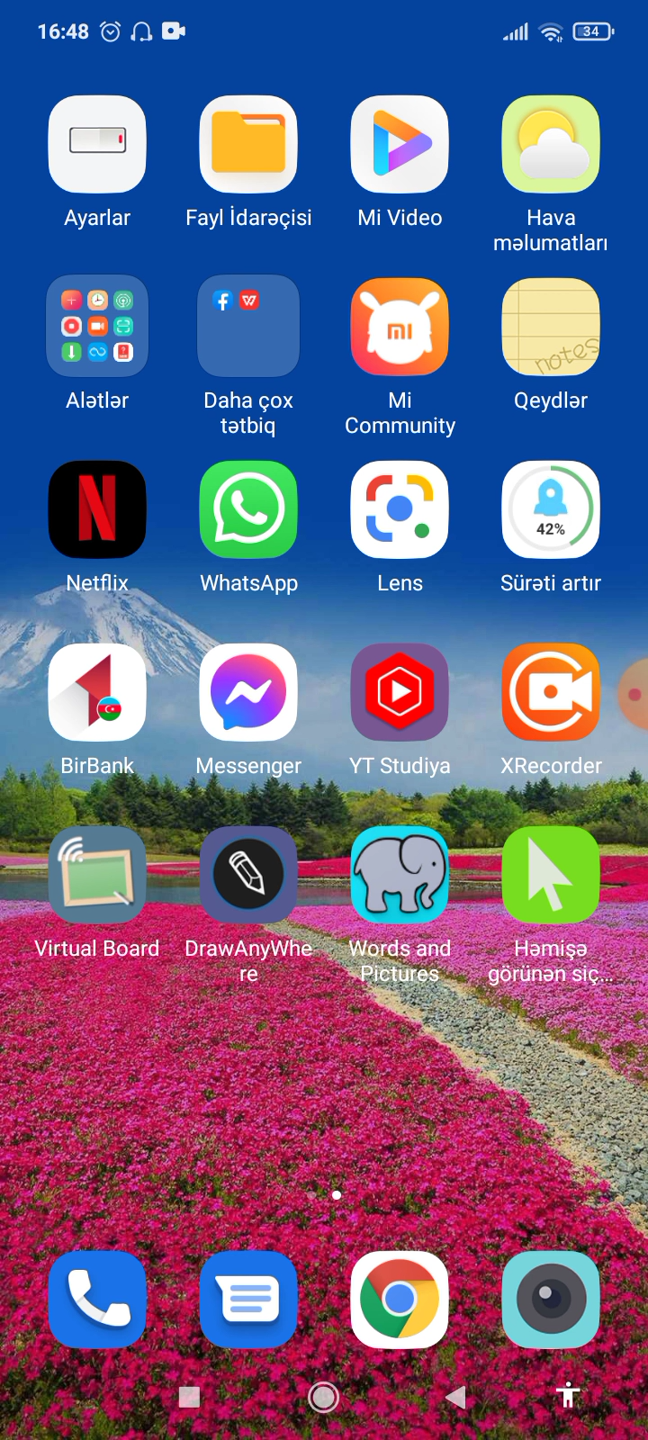 16:48
34
Ayarlar
Fayl İdarəçisi
Mi Video
Hava
məlumatları
notes
Alətlər
Daha çox
tətbiq
Mi
Community
Qeydlər
42%
Netflix
WhatsApp
Lens
Sürəti artır
BirBank
Messenger
YT Studiya
XRecorder
Virtual Board
DrawAnyWhe
re
Words and
Pictures
Həmişə
görünən siç...